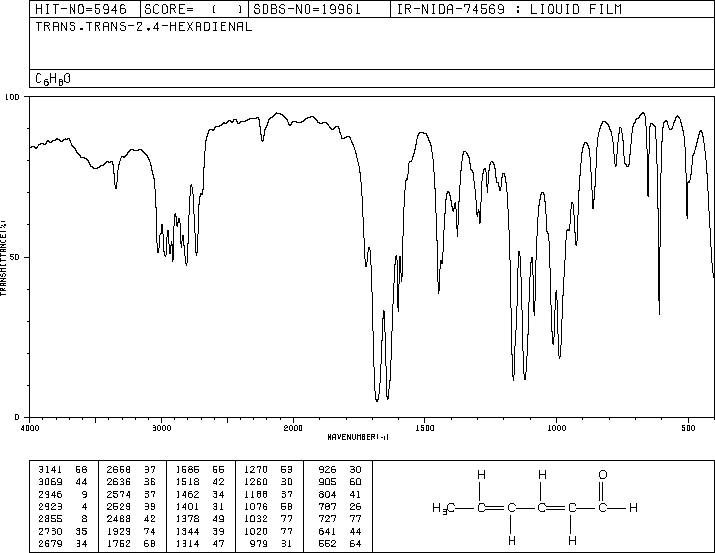 HIT-NO=5946 SCORE= ( ) SDBS-NO=19961 IR-NIDA-74569 : LIQUID FILM
TRANS,TRANS-2,4-HEXADIENAL
C6H8O
100
50
0
TRANSMITTANCE(%)
4000 3000 2000 1500 1000 500
WAVENUMBER(-1)
3141 68 2668 37 1686 66 1270 63 926 30
3069 44 2636 36 1518 42 1260 30 905 60
2946 9 2574 37 1462 34 1188 37 804 41
2923 4 2529 39 1401 31 1076 68 787 26
2855 8 2488 42 1378 49 1032 77 727 77
2730 35 1929 74 1344 39 1020 77 641 44
2679 34 1762 68 1314 47 979 31 552 64
H H O
H3C C C C C C H
H H